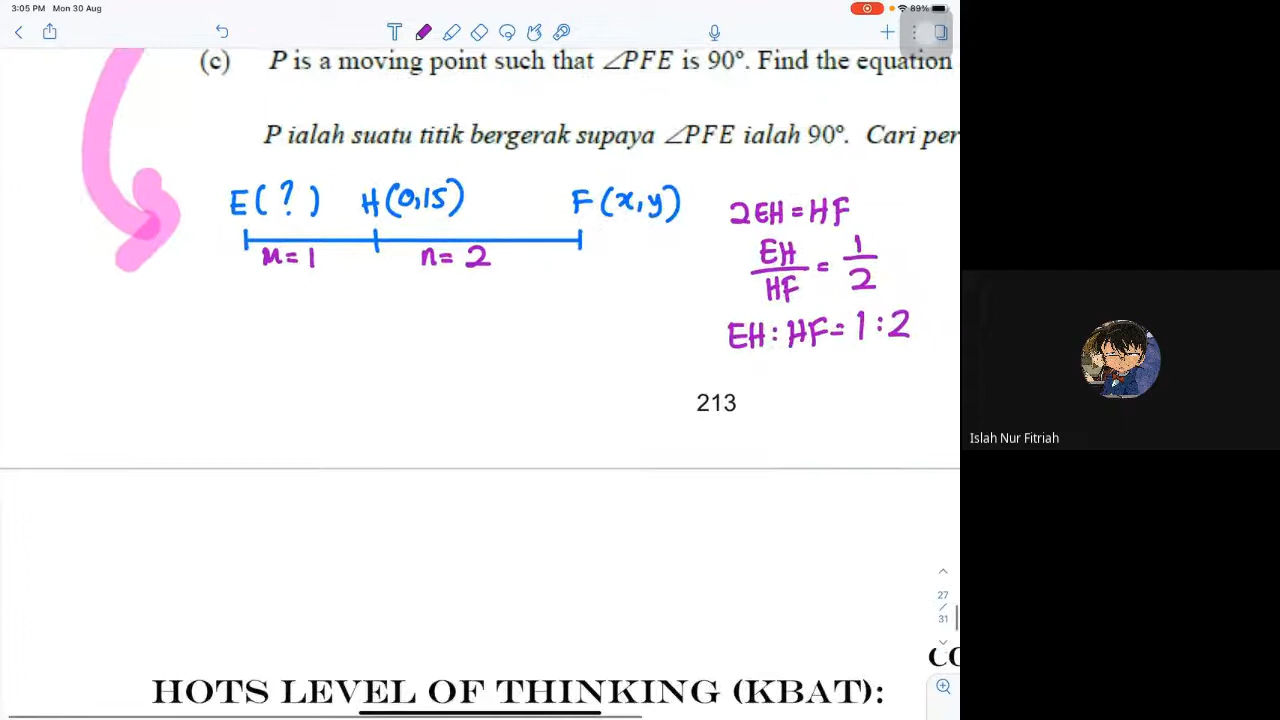 3:05 PM Mon 30 Aug
89%
(c) P is a moving point such that ∠PFE is 90°. Find the equation
P ialah suatu titik bergerak supaya ∠PFE ialah 90°. Cari per
E(?) H(0,15) F(x,y)
m=1 n=2
2EH=HF
EH/HF = 1/2
EH:HF=1:2
213
Islah Nur Fitriah
27
/
31
CO
HOTS LEVEL OF THINKING (KBAT):